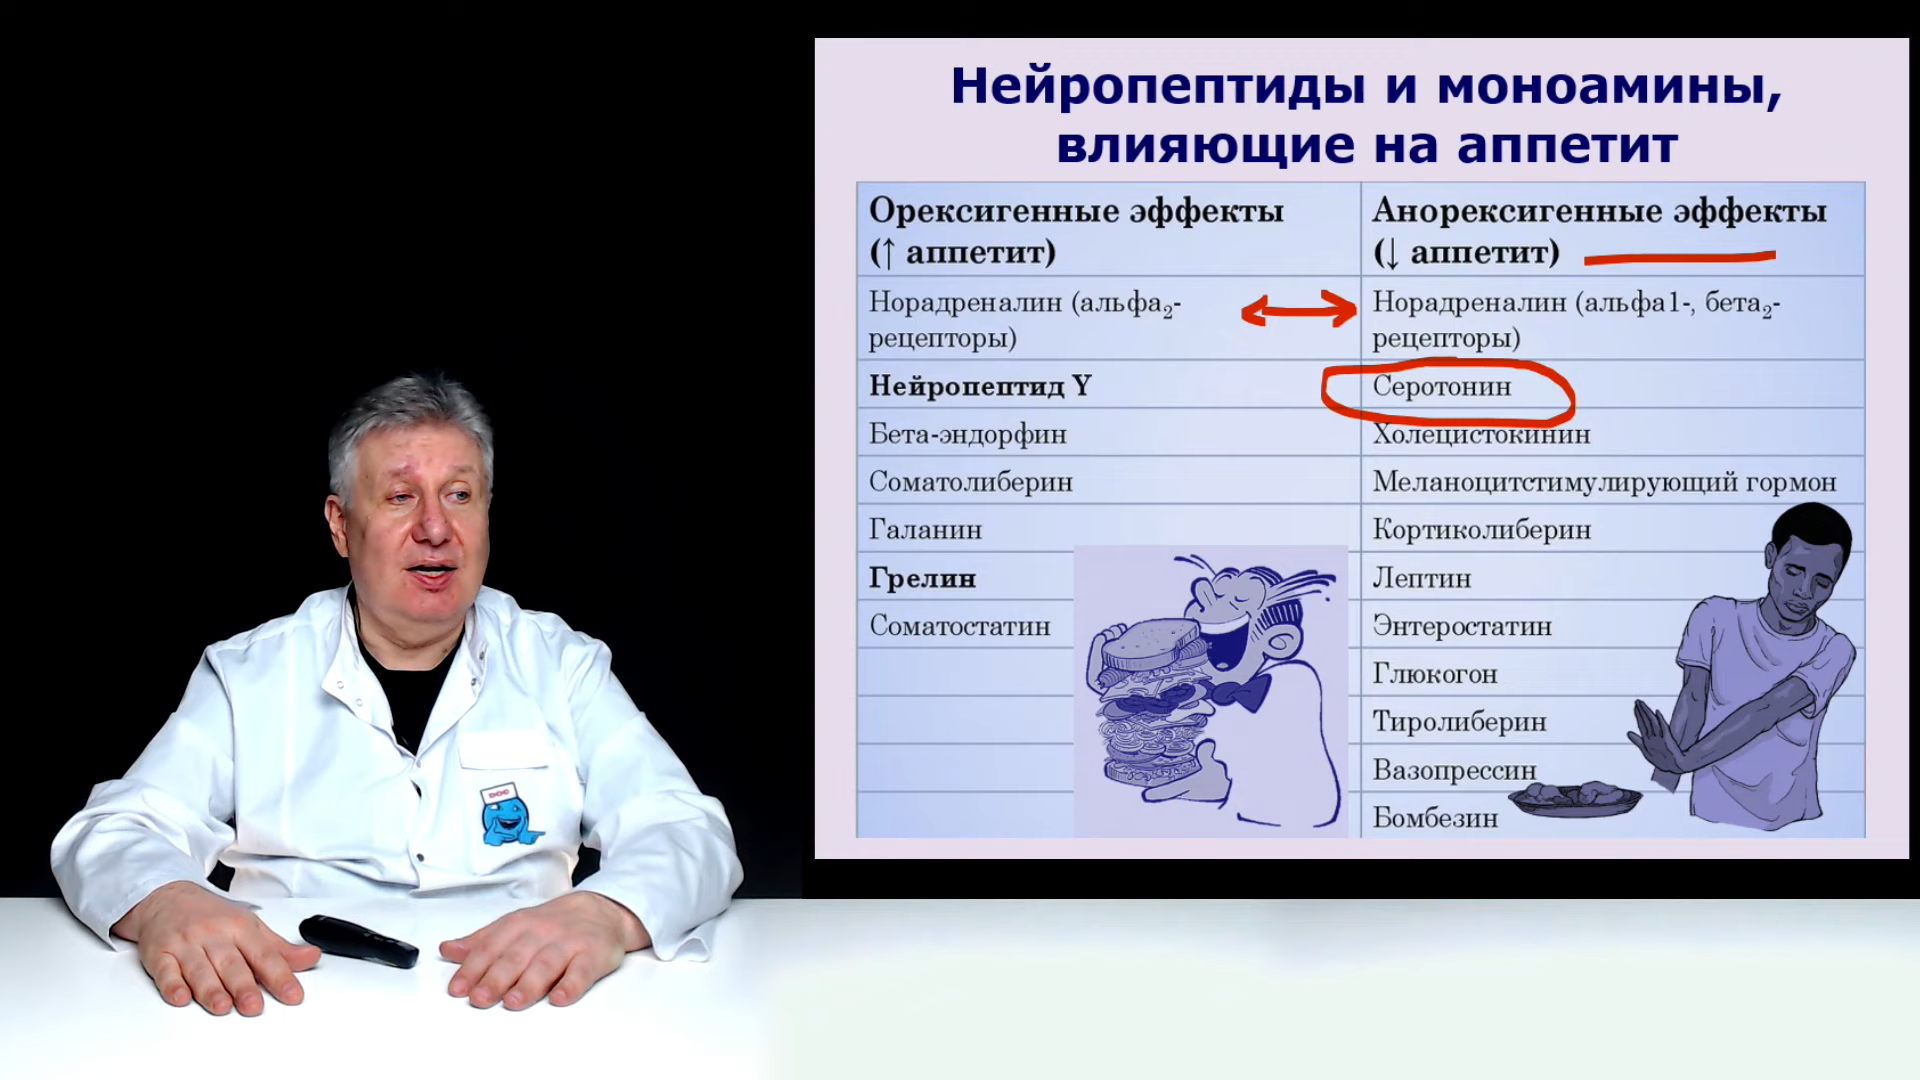 Нейропептиды и моноамины,
влияющие на аппетит
Орексигенные эффекты
(↑ аппетит)
Анорексигенные эффекты
(↓ аппетит)
Норадреналин (альфа₂-
рецепторы)
Норадреналин (альфа1-, бета₂-
рецепторы)
Нейропептид Y
Серотонин
Бета-эндорфин
Холецистокинин
Соматолиберин
Меланоцитстимулирующий гормон
Галанин
Кортиколиберин
Грелин
Лептин
Соматостатин
Энтеростатин
Глюкогон
Тиролиберин
Вазопрессин
Бомбезин